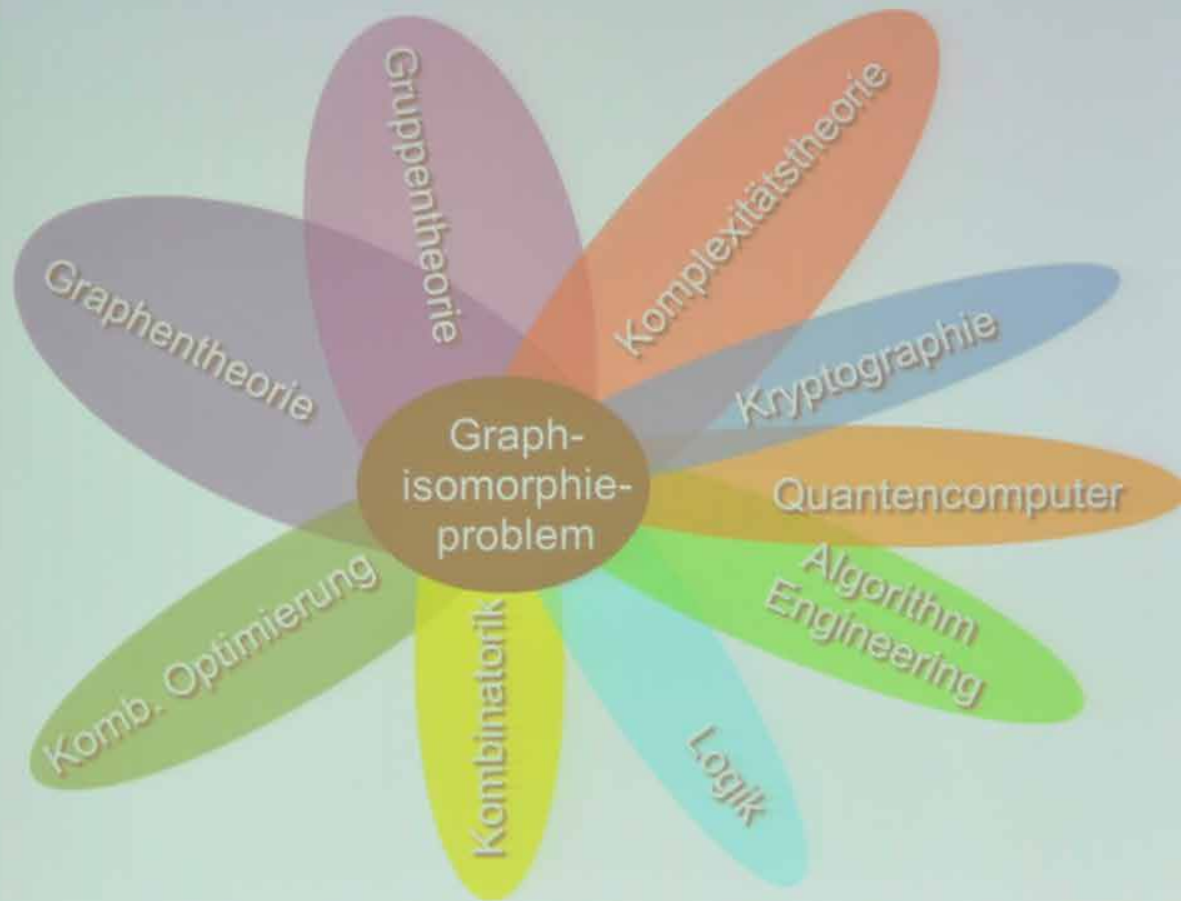 Gruppentheorie
Komplexitätstheorie
Graphentheorie
Kryptographie
Graph-
isomorphie-
problem
Quantencomputer
Algorithm
Engineering
Komb. Optimierung
Kombinatorik
Logik